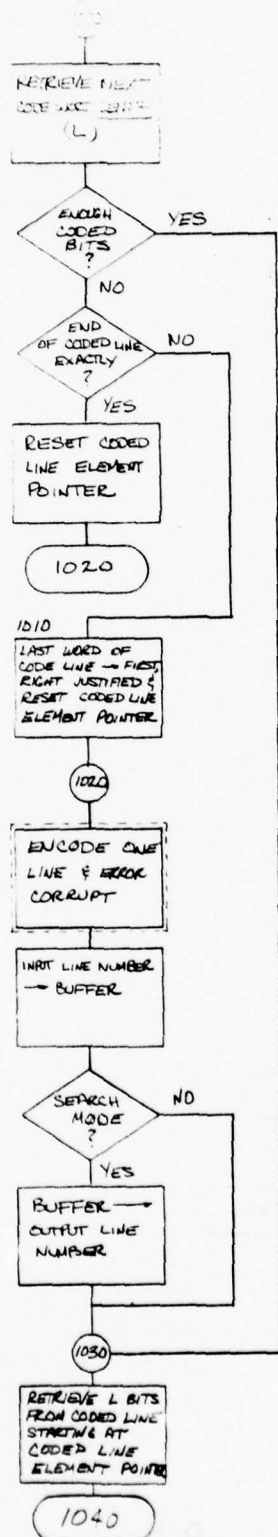 RETRIEVE NEXT
CODE WORD
(L)
ENOUGH
CODED
BITS
?
YES
NO
END
OF CODED LINE
EXACTLY
?
NO
YES
RESET CODED
LINE ELEMENT
POINTER
1020
1010
LAST WORD OF
CODE LINE → FIRST,
RIGHT JUSTIFIED &
RESET CODED LINE
ELEMENT POINTER
1020
ENCODE ONE
LINE & ERROR
CORRUPT
INPUT LINE NUMBER
→ BUFFER
SEARCH
MODE
?
NO
YES
BUFFER →
OUTPUT LINE
NUMBER
1030
RETRIEVE L BITS
FROM CODED LINE
STARTING AT
CODED LINE
ELEMENT POINTER
1040